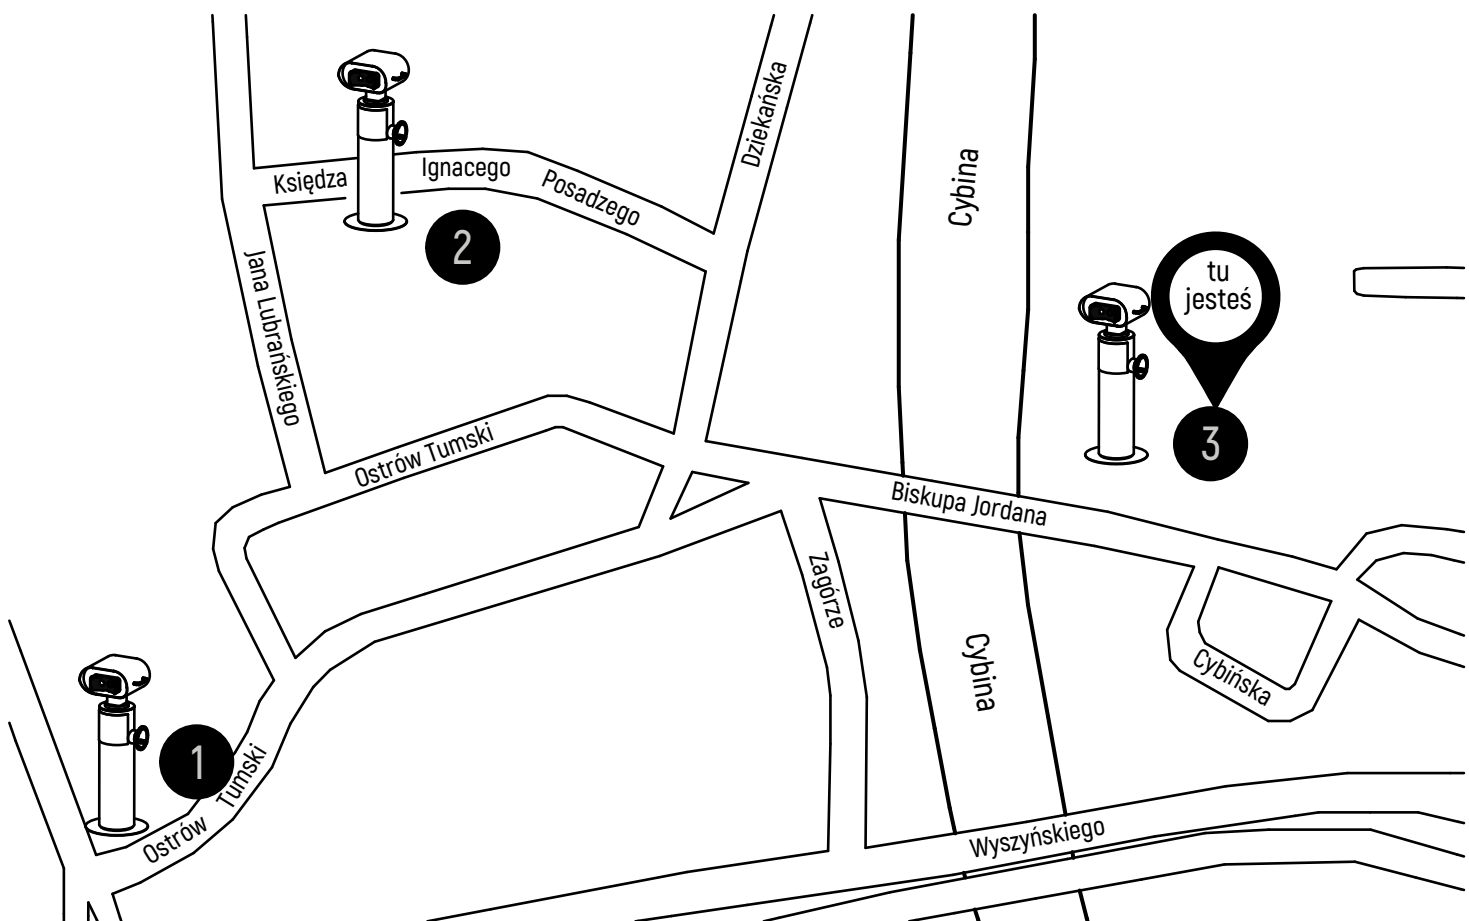 Dziekańska
Księdza Ignacego Posadzego
Cybina
2
tu
jesteś
Jana Lubrańskiego
3
Ostrów Tumski
Biskupa Jordana
Zagórze
Cybina
Cybińska
1
Ostrów Tumski
Wyszyńskiego